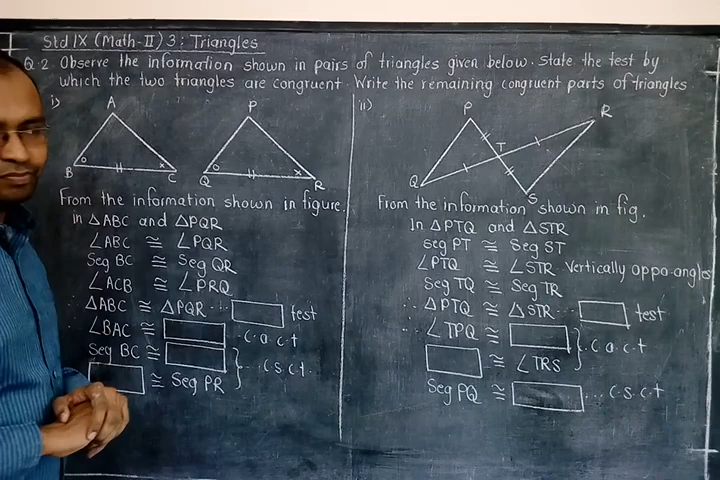 Std IX (Math-II) 3: Triangles
Q.2. Observe the information shown in pairs of triangles given below. State the test by
which the two triangles are congruent. Write the remaining congruent parts of triangles
i)
A
B
C
P
Q
R
From the information shown in figure.
in △ABC and △PQR
∠ABC ≅ ∠PQR
Seg BC ≅ Seg QR
∠ACB ≅ ∠PRQ
∴ △ABC ≅ △PQR ... test
∴ ∠BAC ≅ ... c.a.c.t
Seg BC ≅
≅ Seg PR } ... c.s.c.t.
ii)
P
R
T
Q
S
From the information shown in fig.
In △PTQ and △STR
seg PT ≅ Seg ST
∠PTQ ≅ ∠STR Vertically oppo. angles
Seg TQ ≅ Seg TR
∴ △PTQ ≅ △STR ... test
∴ ∠TPQ ≅
≅ ∠TRS } ... c.a.c.t
Seg PQ ≅ ... c.s.c.t